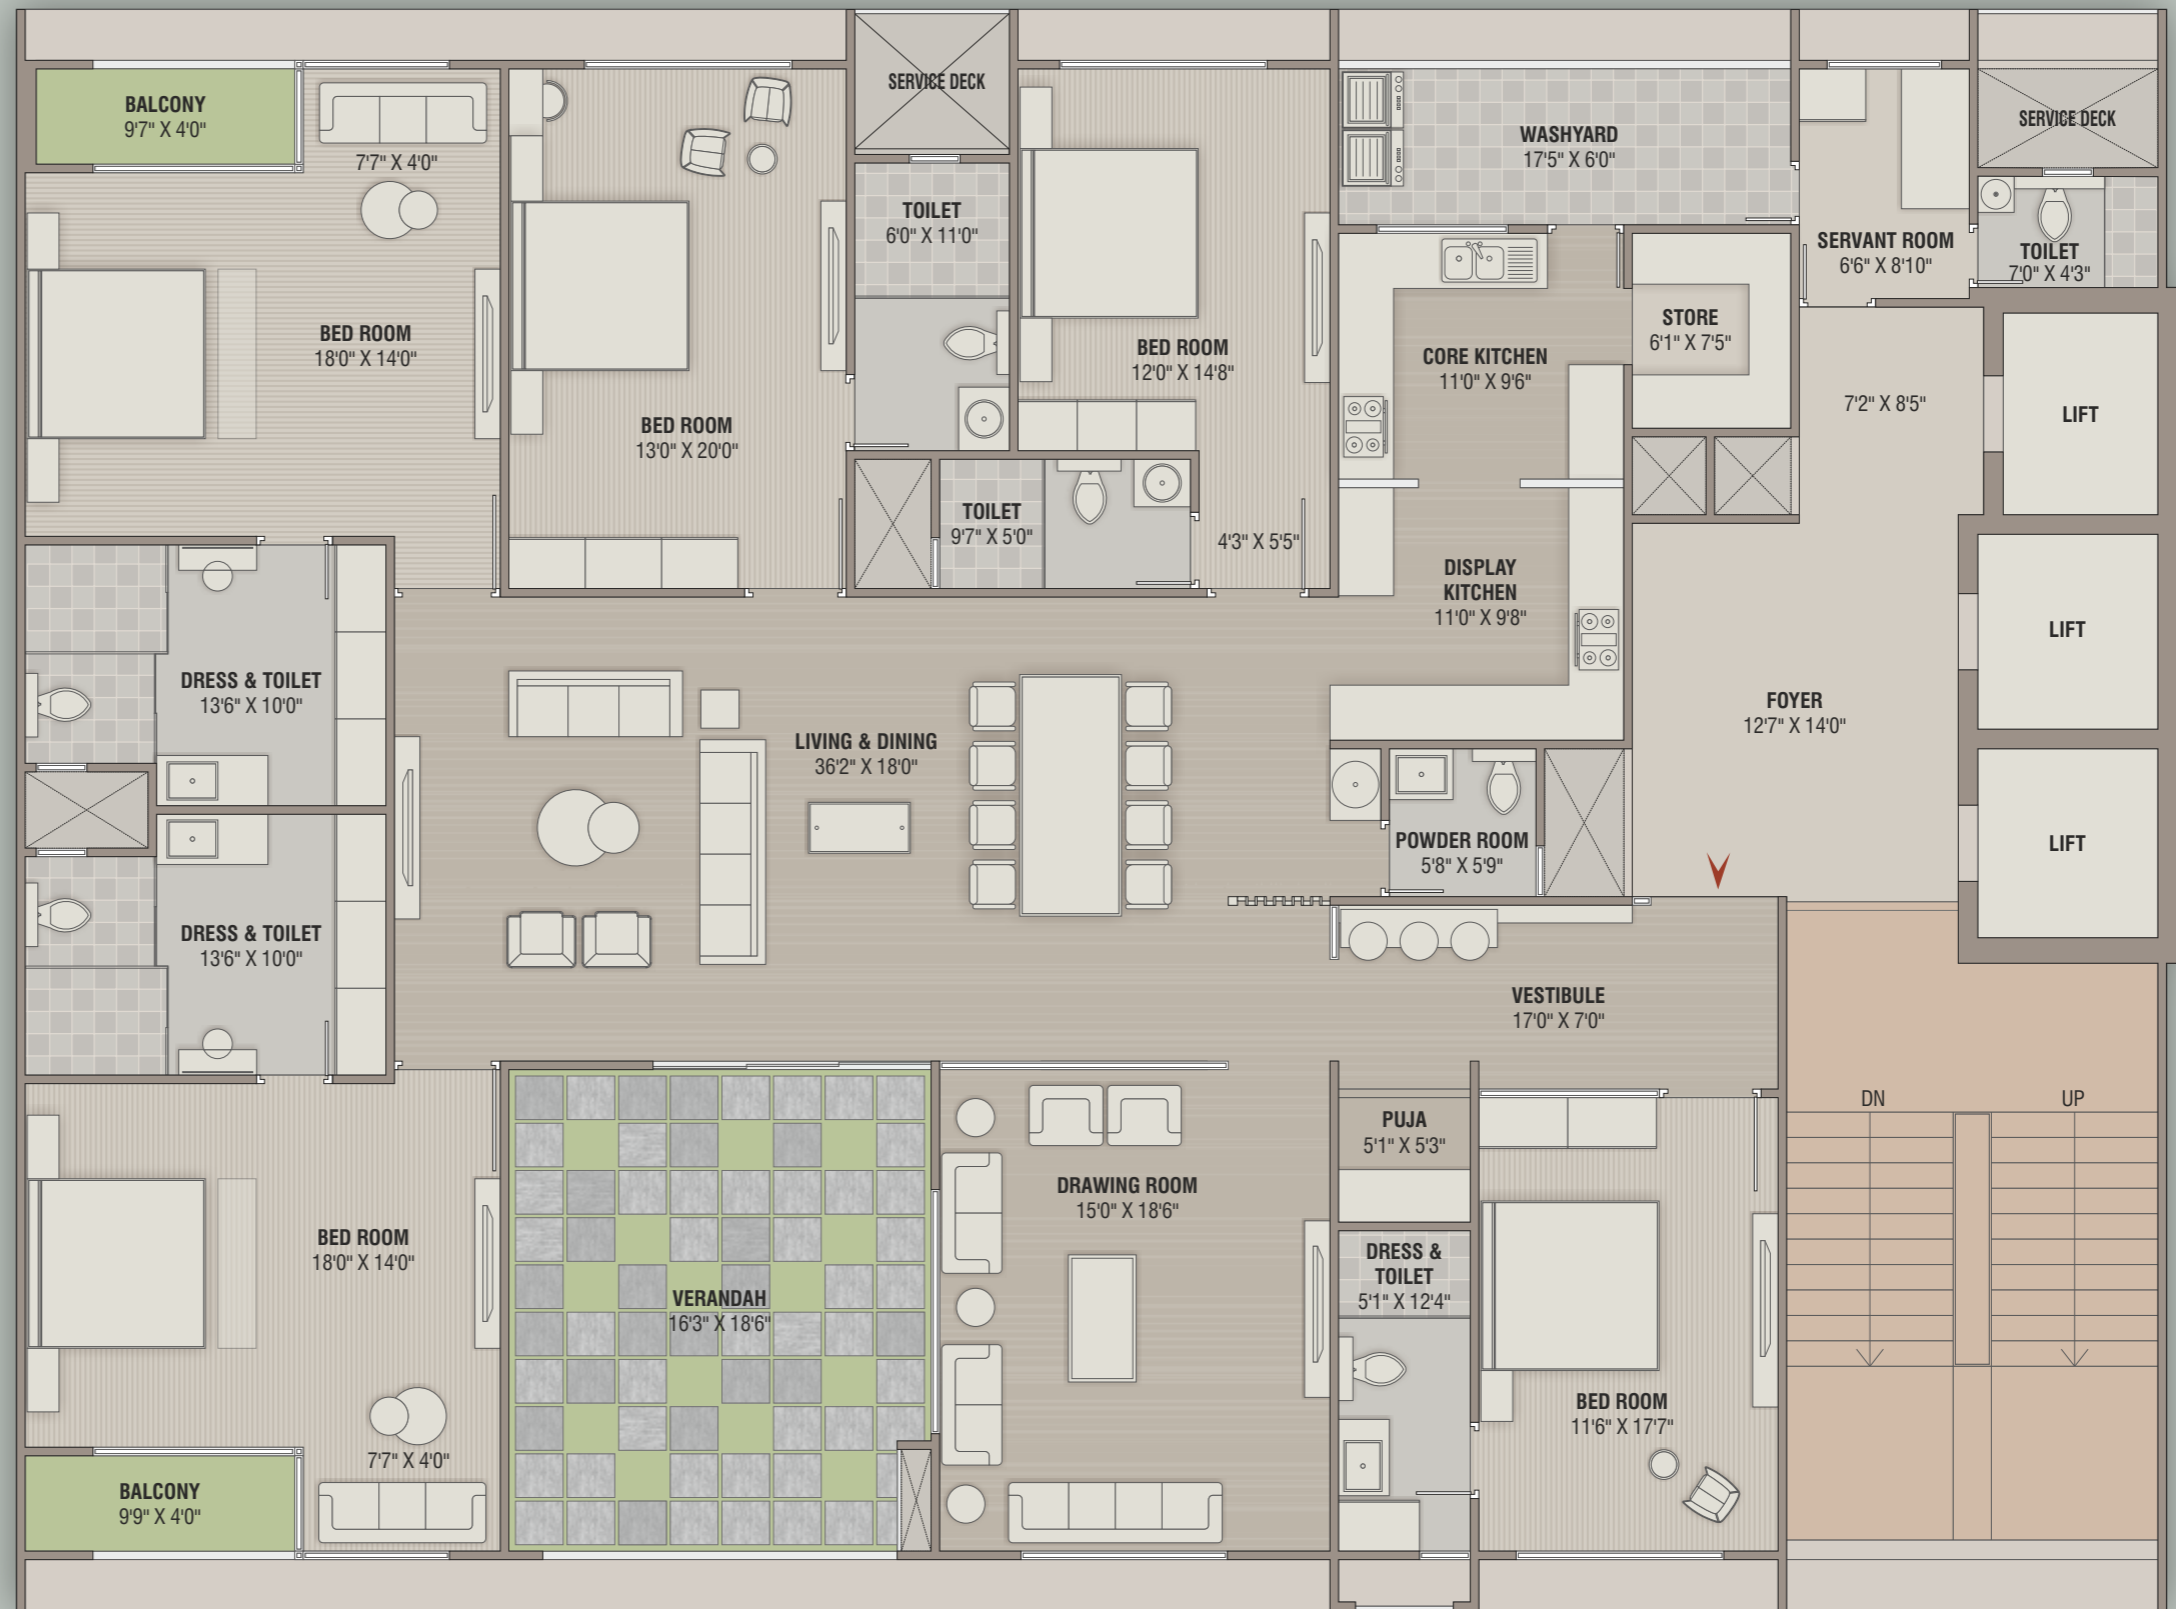 BALCONY
9'7" X 4'0"
7'7" X 4'0"
BED ROOM
18'0" X 14'0"
BED ROOM
13'0" X 20'0"
SERVICE DECK
TOILET
6'0" X 11'0"
BED ROOM
12'0" X 14'8"
TOILET
9'7" X 5'0"
4'3" X 5'5"
WASHYARD
17'5" X 6'0"
CORE KITCHEN
11'0" X 9'6"
STORE
6'1" X 7'5"
SERVANT ROOM
6'6" X 8'10"
SERVICE DECK
TOILET
7'0" X 4'3"
7'2" X 8'5"
LIFT
DISPLAY
KITCHEN
11'0" X 9'8"
LIFT
FOYER
12'7" X 14'0"
LIFT
DRESS & TOILET
13'6" X 10'0"
LIVING & DINING
36'2" X 18'0"
POWDER ROOM
5'8" X 5'9"
DRESS & TOILET
13'6" X 10'0"
VESTIBULE
17'0" X 7'0"
DN
UP
PUJA
5'1" X 5'3"
DRAWING ROOM
15'0" X 18'6"
BED ROOM
18'0" X 14'0"
VERANDAH
16'3" X 18'6"
DRESS &
TOILET
5'1" X 12'4"
BED ROOM
11'6" X 17'7"
7'7" X 4'0"
BALCONY
9'9" X 4'0"